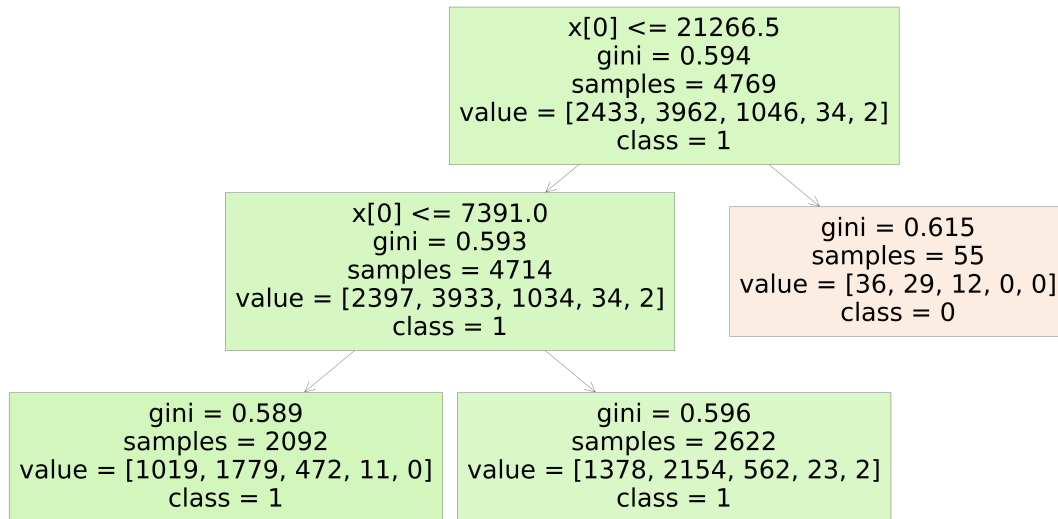 x[0] <= 21266.5
gini = 0.594
samples = 4769
value = [2433, 3962, 1046, 34, 2]
class = 1
x[0] <= 7391.0
gini = 0.593
samples = 4714
value = [2397, 3933, 1034, 34, 2]
class = 1
gini = 0.615
samples = 55
value = [36, 29, 12, 0, 0]
class = 0
gini = 0.589
samples = 2092
value = [1019, 1779, 472, 11, 0]
class = 1
gini = 0.596
samples = 2622
value = [1378, 2154, 562, 23, 2]
class = 1